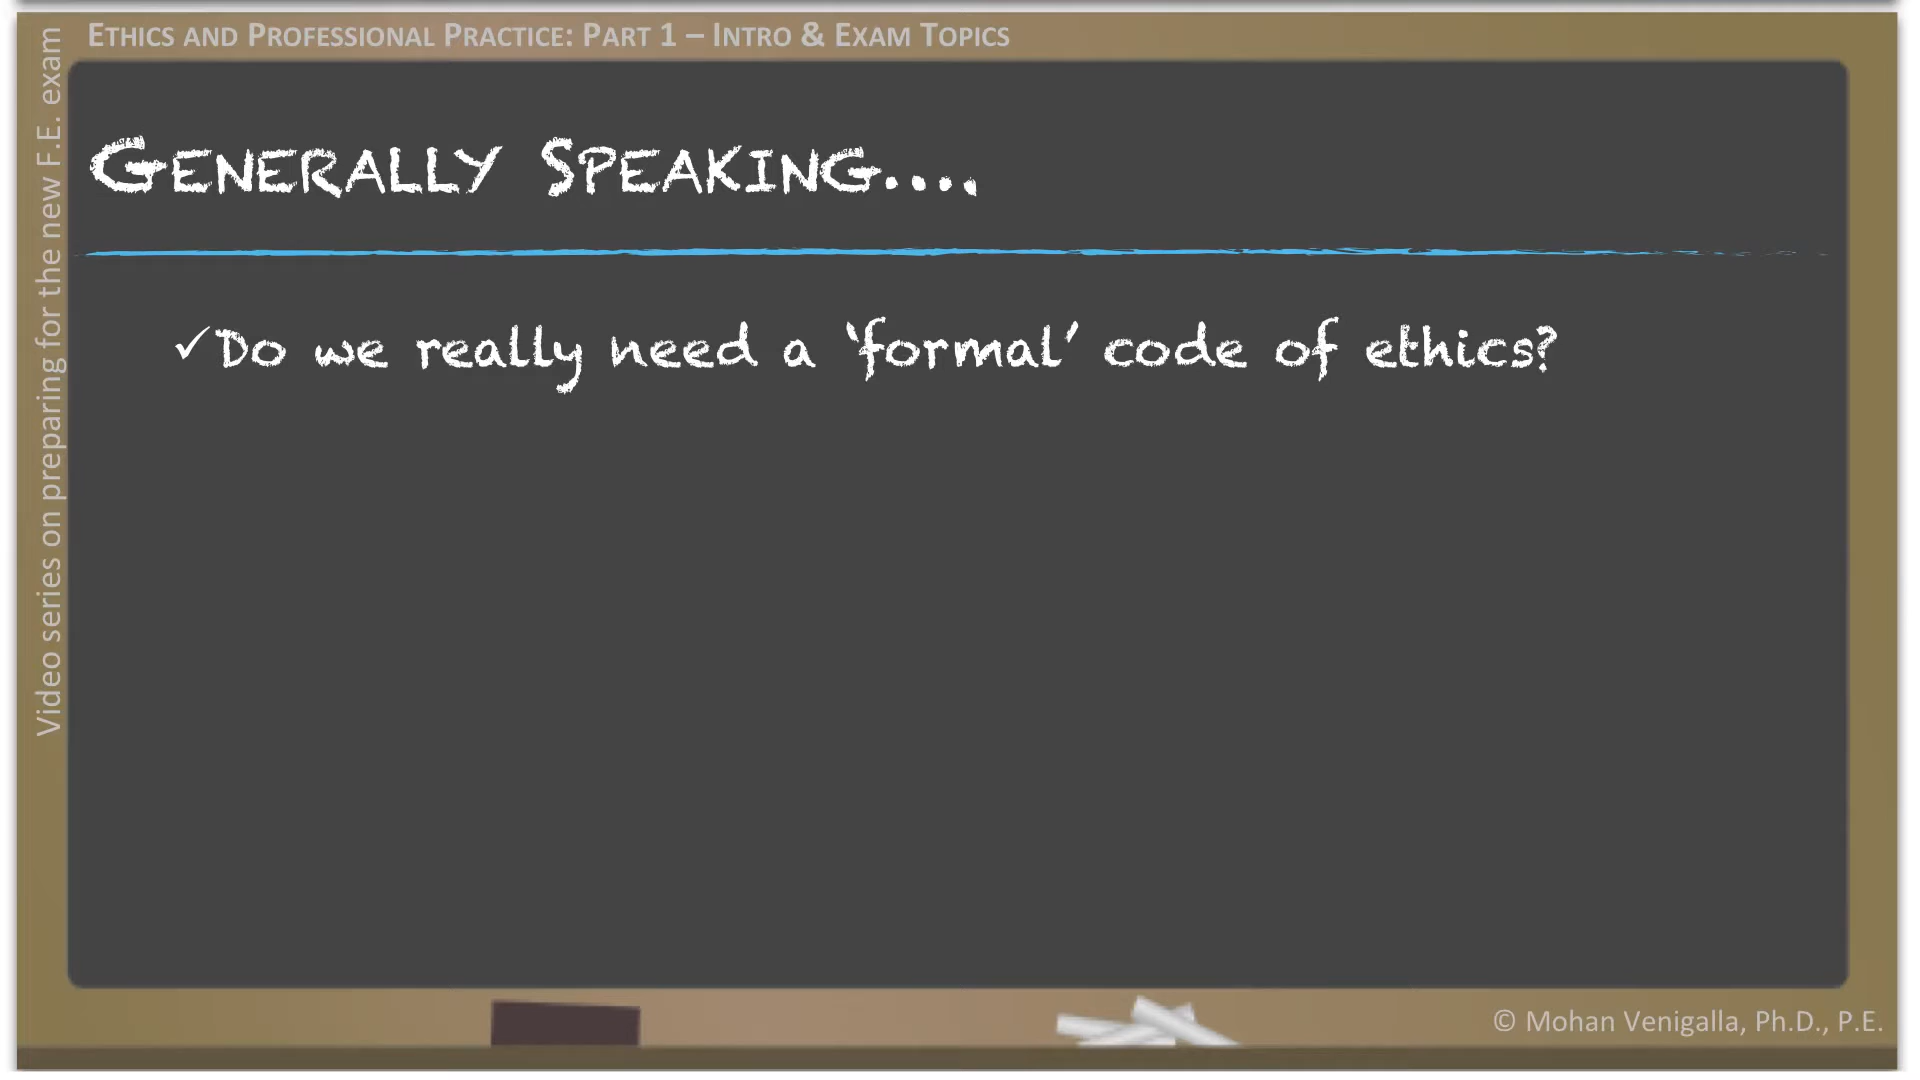 ETHICS AND PROFESSIONAL PRACTICE: PART 1 – INTRO & EXAM TOPICS
Video series on preparing for the new F.E. exam
GENERALLY SPEAKING....
✓Do we really need a ‘formal’ code of ethics?
© Mohan Venigalla, Ph.D., P.E.